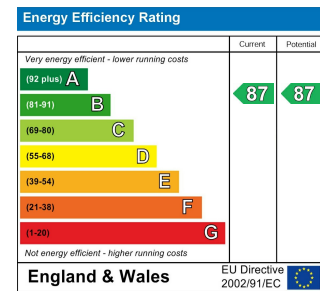 Energy Efficiency Rating
Current Potential
Very energy efficient - lower running costs
(92 plus) A
(81-91) B
87 87
(69-80) C
(55-68) D
(39-54) E
(21-38) F
(1-20) G
Not energy efficient - higher running costs
England & Wales
EU Directive
2002/91/EC